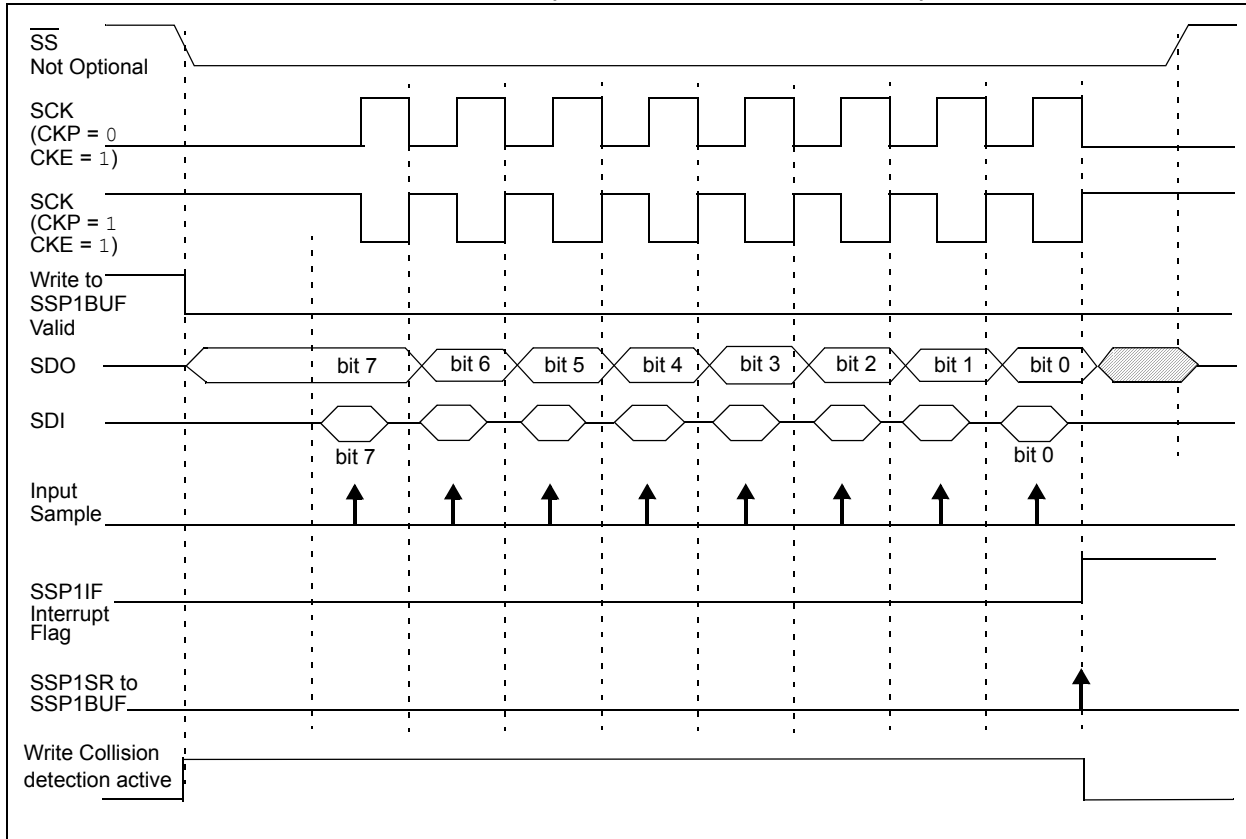 SS
Not Optional
SCK
(CKP = 0
CKE = 1)
SCK
(CKP = 1
CKE = 1)
Write to
SSP1BUF
Valid
SDO
bit 7
bit 6
bit 5
bit 4
bit 3
bit 2
bit 1
bit 0
SDI
bit 7
bit 0
Input
Sample
SSP1IF
Interrupt
Flag
SSP1SR to
SSP1BUF
Write Collision
detection active